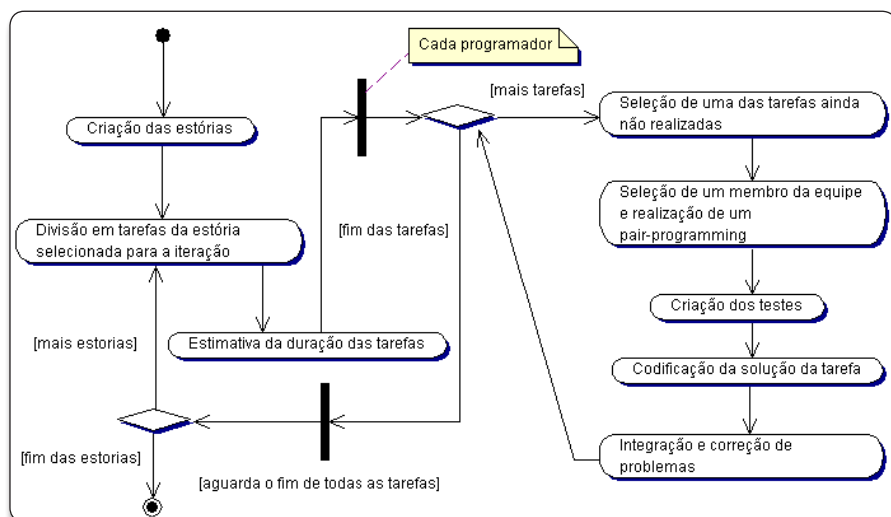 Cada programador
[mais tarefas]
Criação das estórias
Seleção de uma das tarefas ainda
não realizadas
Divisão em tarefas da estória
selecionada para a iteração
[fim das tarefas]
Seleção de um membro da equipe
e realização de um
pair-programming
Criação dos testes
[mais estorias]
Estimativa da duração das tarefas
Codificação da solução da tarefa
[fim das estorias]
[aguarda o fim de todas as tarefas]
Integração e correção de
problemas